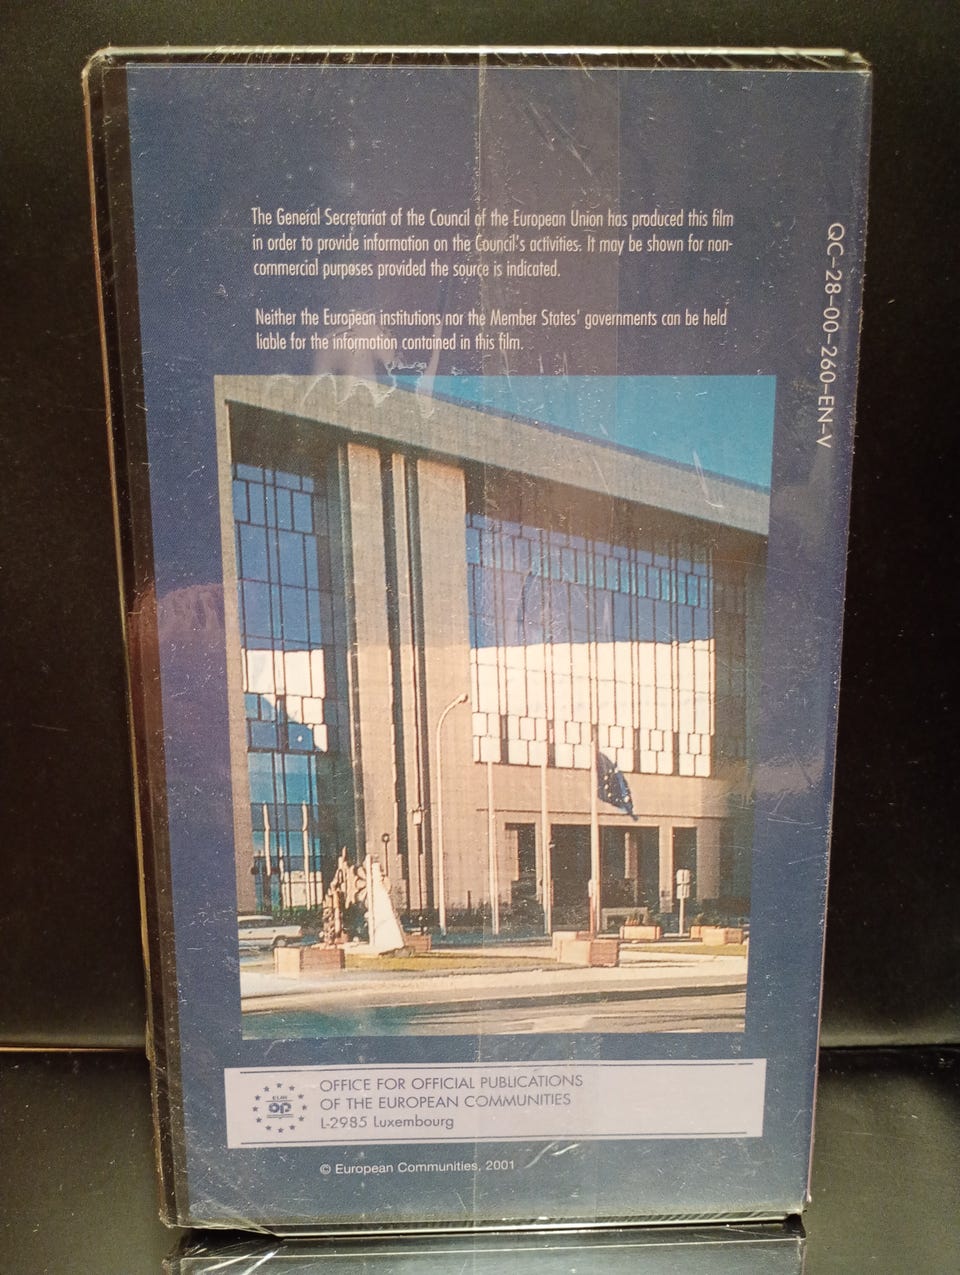 The General Secretariat of the Council of the European Union has produced this film
in order to provide information on the Council's activities. It may be shown for non-
commercial purposes provided the source is indicated.
Neither the European institutions nor the Member States' governments can be held
liable for the information contained in this film.
QC-28-00-260-EN-V
EUR
OP
OFFICE FOR OFFICIAL PUBLICATIONS
OF THE EUROPEAN COMMUNITIES
L-2985 Luxembourg
© European Communities, 2001